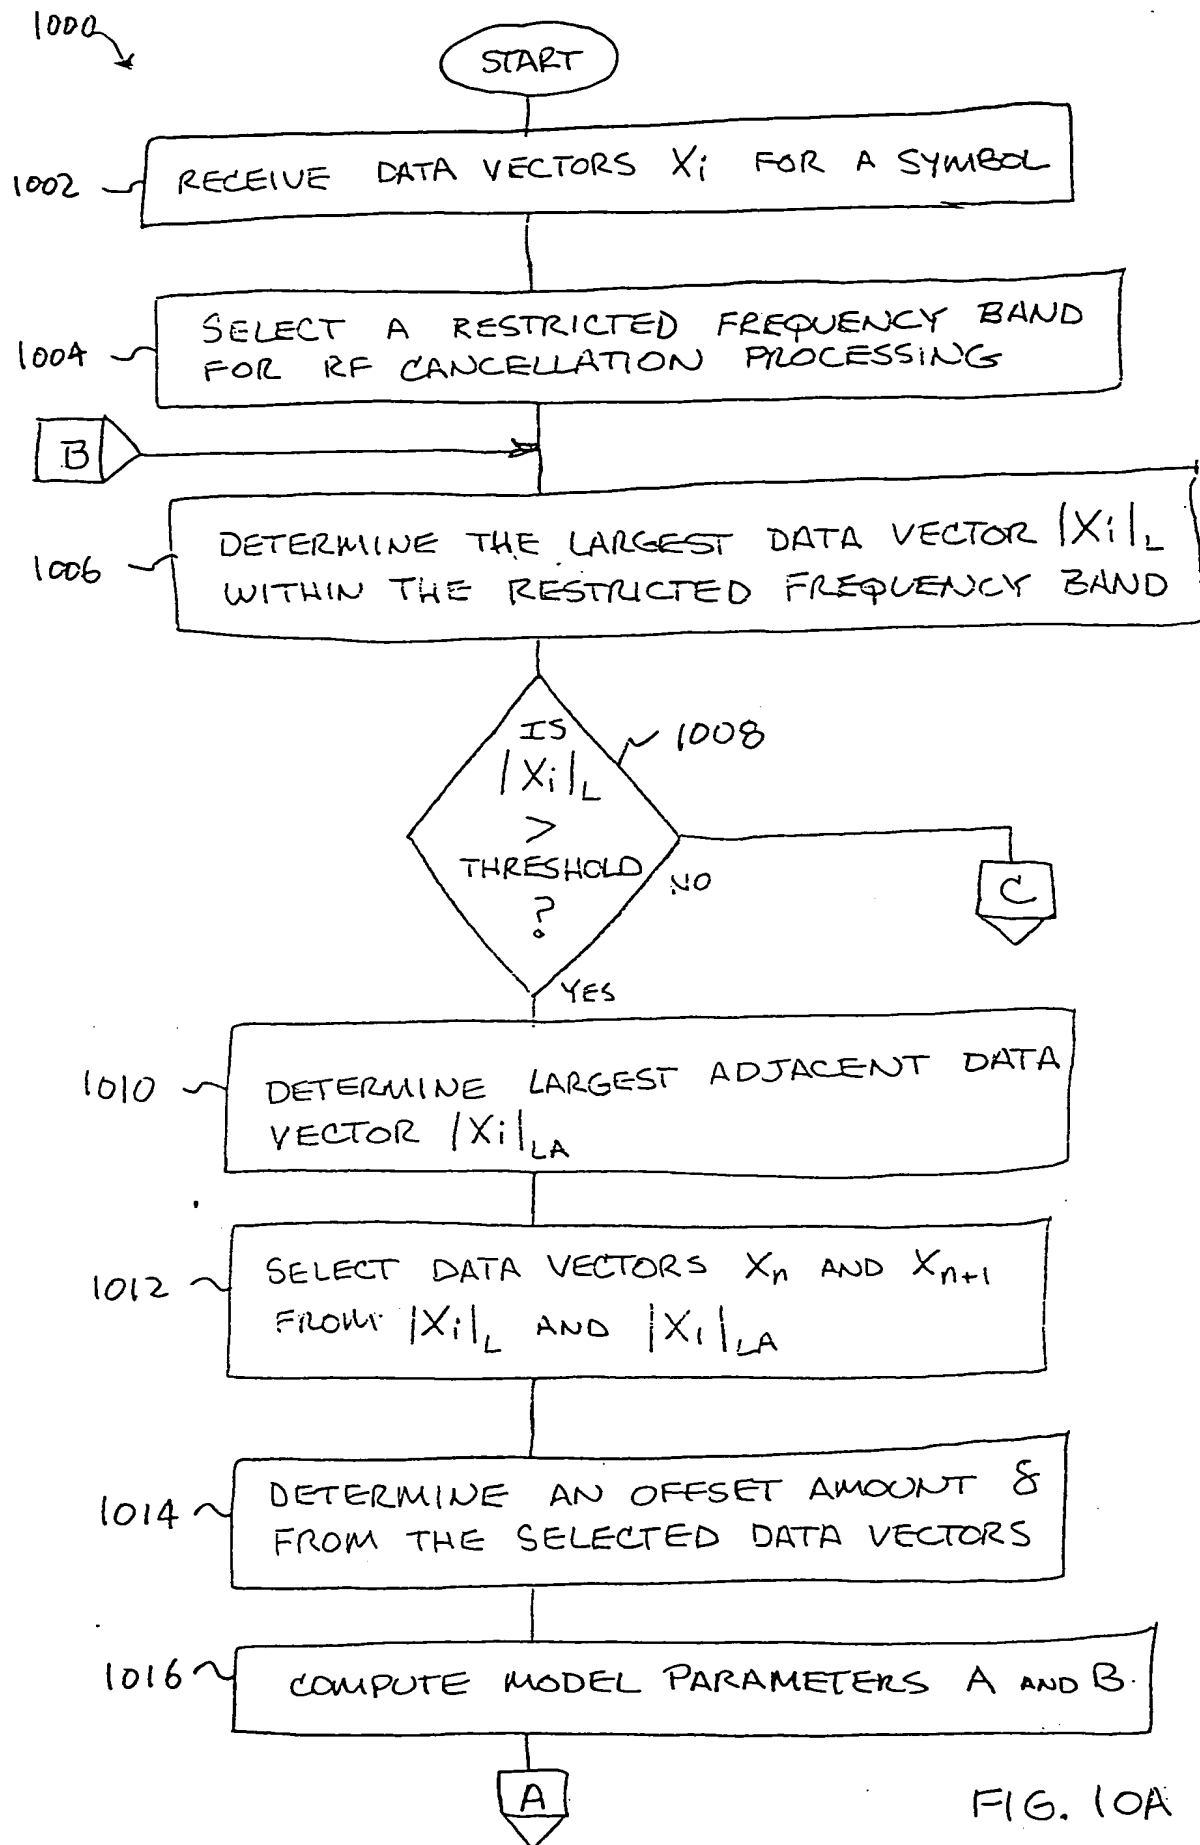 1000
START
1002
RECEIVE DATA VECTORS Xi FOR A SYMBOL
1004
SELECT A RESTRICTED FREQUENCY BAND
FOR RF CANCELLATION PROCESSING
B
1006
DETERMINE THE LARGEST DATA VECTOR |Xi|L
WITHIN THE RESTRICTED FREQUENCY BAND
IS
|Xi|L
>
THRESHOLD
?
1008
NO
C
YES
1010
DETERMINE LARGEST ADJACENT DATA
VECTOR |Xi|LA
1012
SELECT DATA VECTORS Xn AND Xn+1
FROM |Xi|L AND |Xi|LA
1014
DETERMINE AN OFFSET AMOUNT δ
FROM THE SELECTED DATA VECTORS
1016
COMPUTE MODEL PARAMETERS A AND B.
A
FIG. 10A